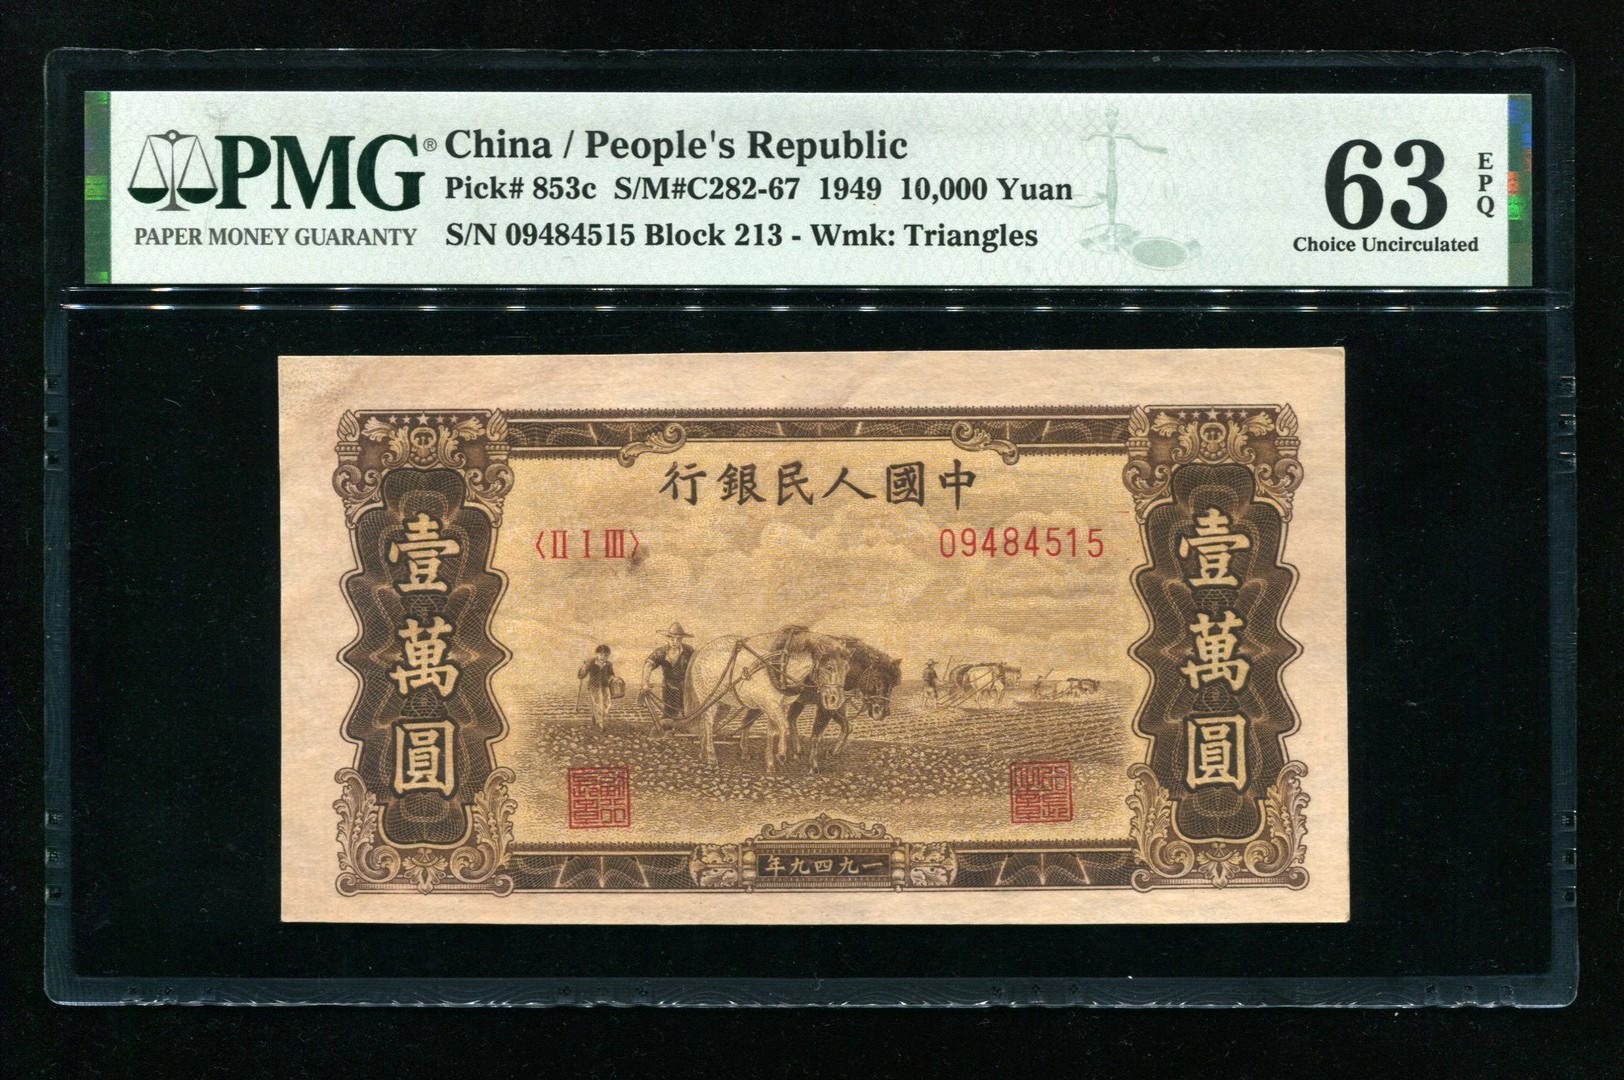 PMG®
PAPER MONEY GUARANTY
China / People's Republic
Pick# 853c S/M#C282-67 1949 10,000 Yuan
S/N 09484515 Block 213 - Wmk: Triangles
63
EPQ
Choice Uncirculated
行銀民人國中
〈II I III〉
09484515
壹萬圓
壹萬圓
年九四九一